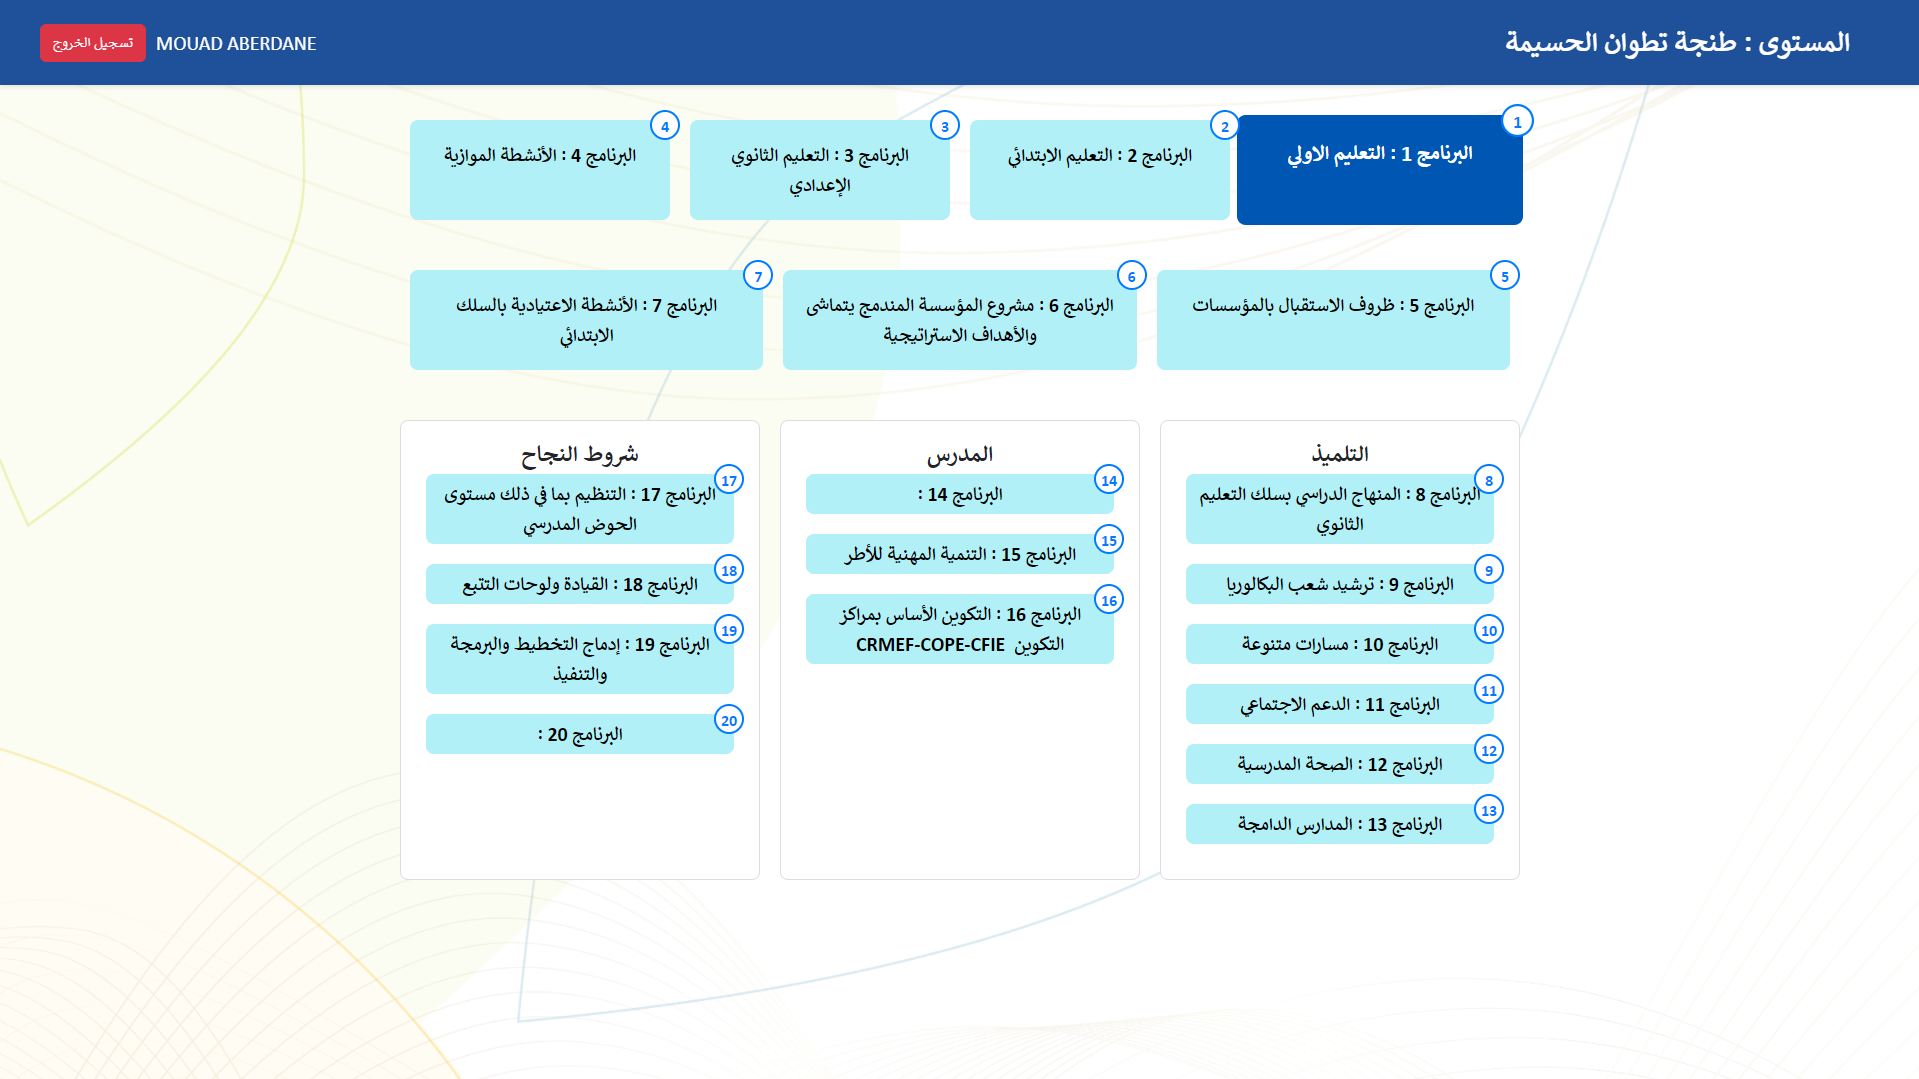 المستوى : طنجة تطوان الحسيمة
MOUAD ABERDANE
تسجيل الخروج
1
البرنامج 1 : التعليم الاولي
2
البرنامج 2 : التعليم الابتدائي
3
البرنامج 3 : التعليم الثانوي
الإعدادي
4
البرنامج 4 : الأنشطة الموازية
5
البرنامج 5 : ظروف الاستقبال بالمؤسسات
6
البرنامج 6 : مشروع المؤسسة المندمج يتماشى
والأهداف الاستراتيجية
7
البرنامج 7 : الأنشطة الاعتيادية بالسلك
الابتدائي
التلميذ
8
البرنامج 8 : المنهاج الدراسي بسلك التعليم
الثانوي
9
البرنامج 9 : ترشيد شعب البكالوريا
10
البرنامج 10 : مسارات متنوعة
11
البرنامج 11 : الدعم الاجتماعي
12
البرنامج 12 : الصحة المدرسية
13
البرنامج 13 : المدارس الدامجة
المدرس
14
البرنامج 14 :
15
البرنامج 15 : التنمية المهنية للأطر
16
البرنامج 16 : التكوين الأساس بمراكز
التكوين CRMEF-COPE-CFIE
شروط النجاح
17
البرنامج 17 : التنظيم بما في ذلك مستوى
الحوض المدرسي
18
البرنامج 18 : القيادة ولوحات التتبع
19
البرنامج 19 : إدماج التخطيط والبرمجة
والتنفيذ
20
البرنامج 20 :